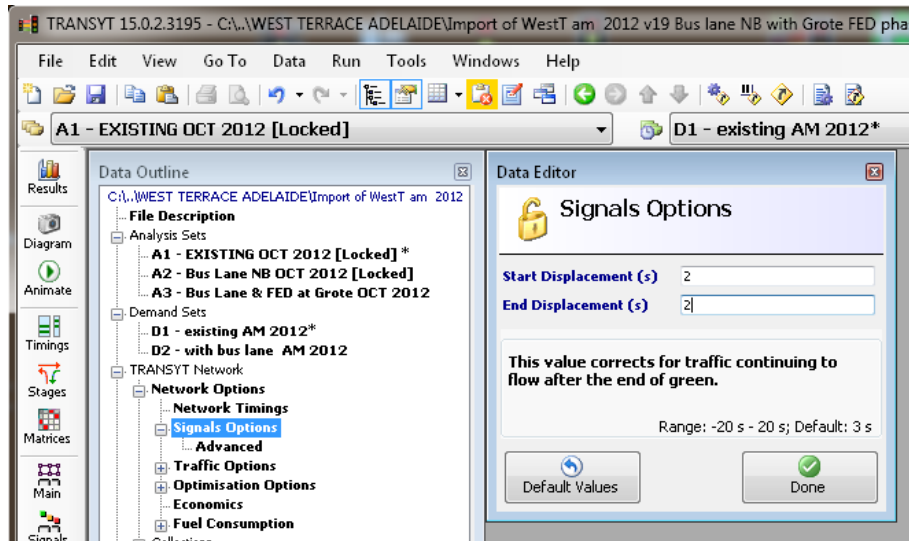 TRANSYT 15.0.2.3195 - C:\..\WEST TERRACE ADELAIDE\Import of WestT am 2012 v19 Bus lane NB with Grote FED pha
File Edit View Go To Data Run Tools Windows Help
A1 - EXISTING OCT 2012 [Locked] D1 - existing AM 2012*
Results
Diagram
Animate
Timings
Stages
Matrices
Main
Signals
Data Outline
C:\..\WEST TERRACE ADELAIDE\Import of WestT am 2012
File Description
Analysis Sets
A1 - EXISTING OCT 2012 [Locked] *
A2 - Bus Lane NB OCT 2012 [Locked]
A3 - Bus Lane & FED at Grote OCT 2012
Demand Sets
D1 - existing AM 2012*
D2 - with bus lane AM 2012
TRANSYT Network
Network Options
Network Timings
Signals Options
Advanced
Traffic Options
Optimisation Options
Economics
Fuel Consumption
Data Editor
Signals Options
Start Displacement (s) 2
End Displacement (s) 2
This value corrects for traffic continuing to
flow after the end of green.
Range: -20 s - 20 s; Default: 3 s
Default Values
Done